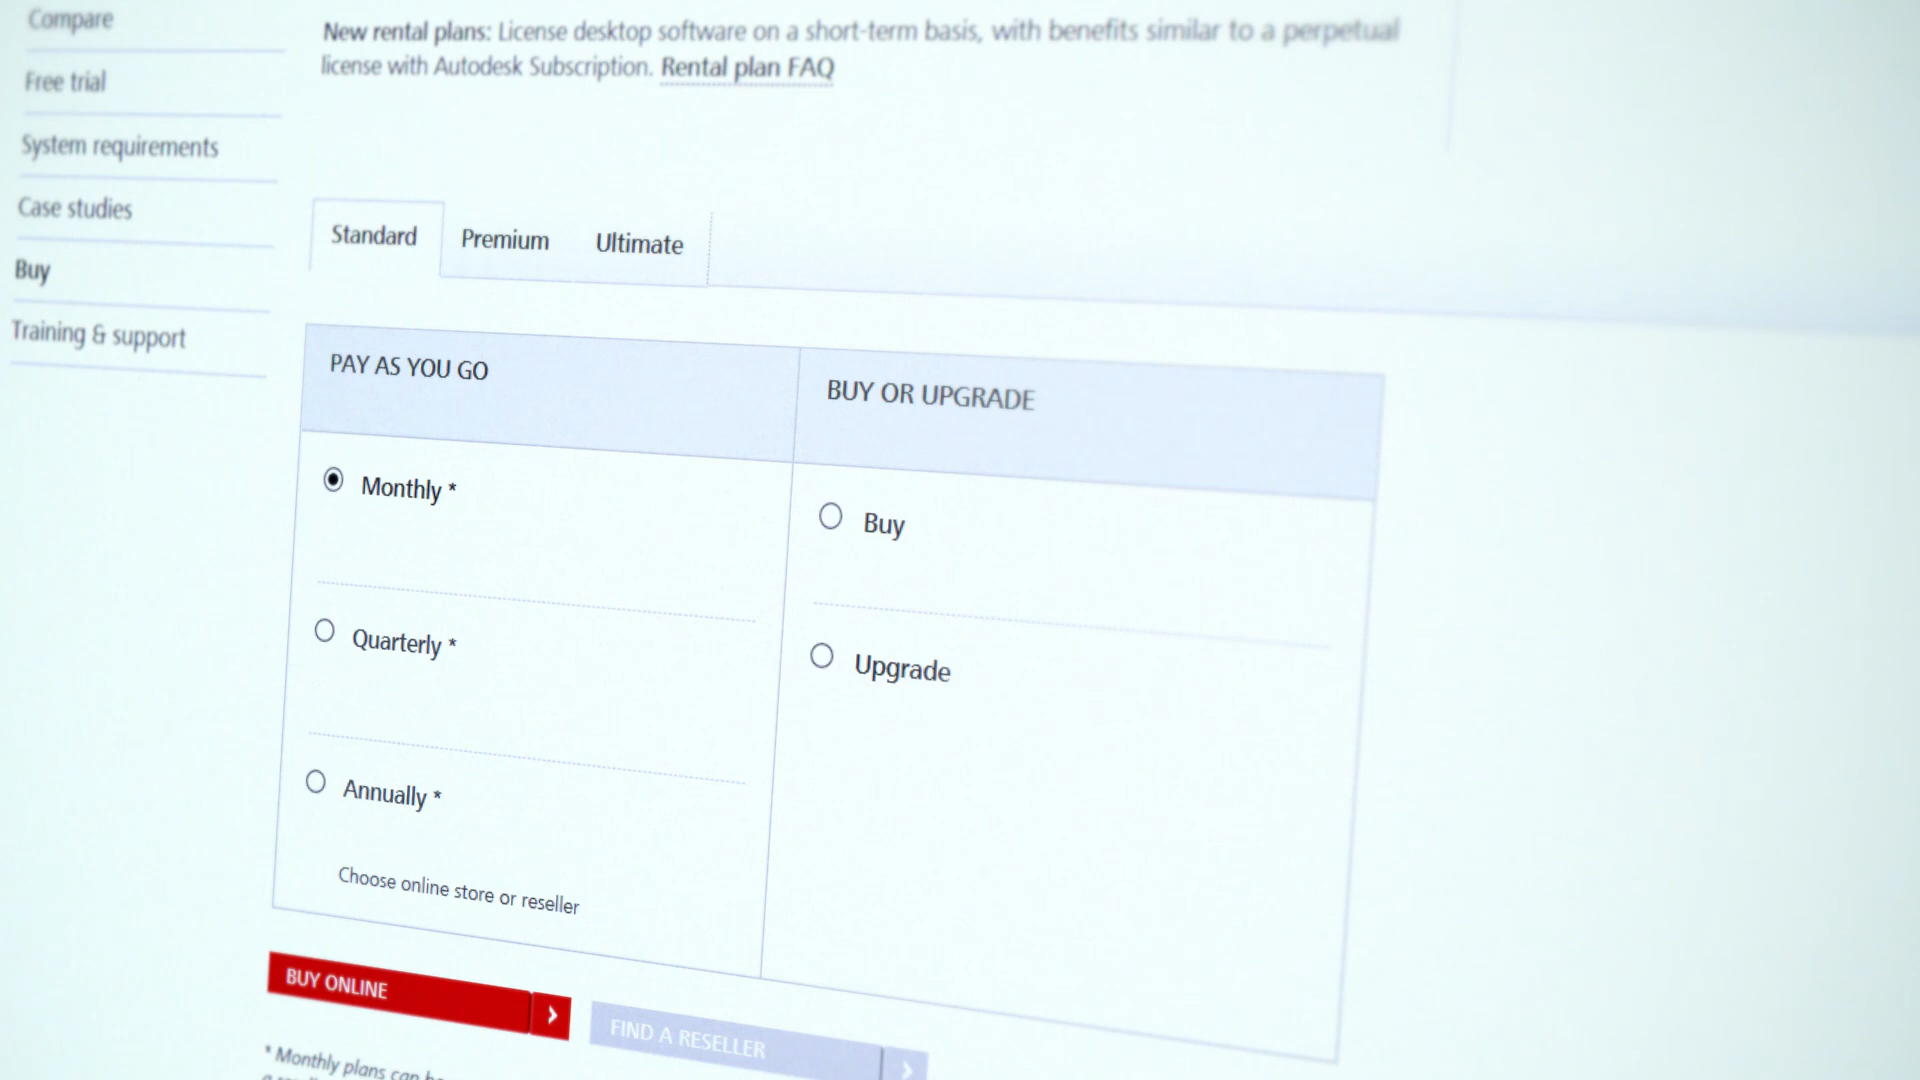 Compare
Free trial
System requirements
Case studies
Buy
Training & support
New rental plans: License desktop software on a short-term basis, with benefits similar to a perpetual
license with Autodesk Subscription. Rental plan FAQ
Standard
Premium
Ultimate
PAY AS YOU GO
Monthly *
Quarterly *
Annually *
Choose online store or reseller
BUY OR UPGRADE
Buy
Upgrade
BUY ONLINE
FIND A RESELLER
* Monthly plans can